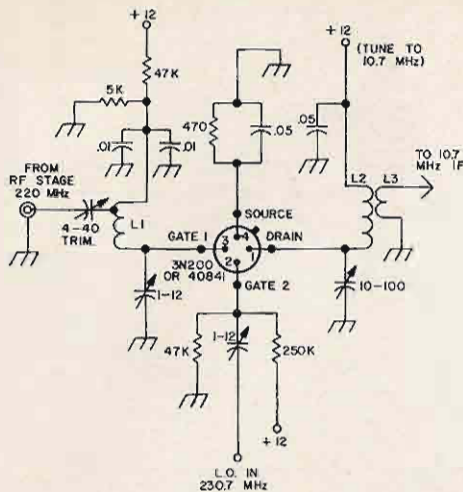 +12
+12
(TUNE TO
10.7 MHz)
47K
5K
.01
.01
470
.05
.05
FROM
RF STAGE
220 MHz
4-40
TRIM.
L1
L2
L3
TO 10.7
MHz IF
SOURCE
GATE 1
DRAIN
3
4
2
1
3N200
OR 40841
GATE 2
1-12
10-100
47K
1-12
250K
+12
L.O. IN
230.7 MHz